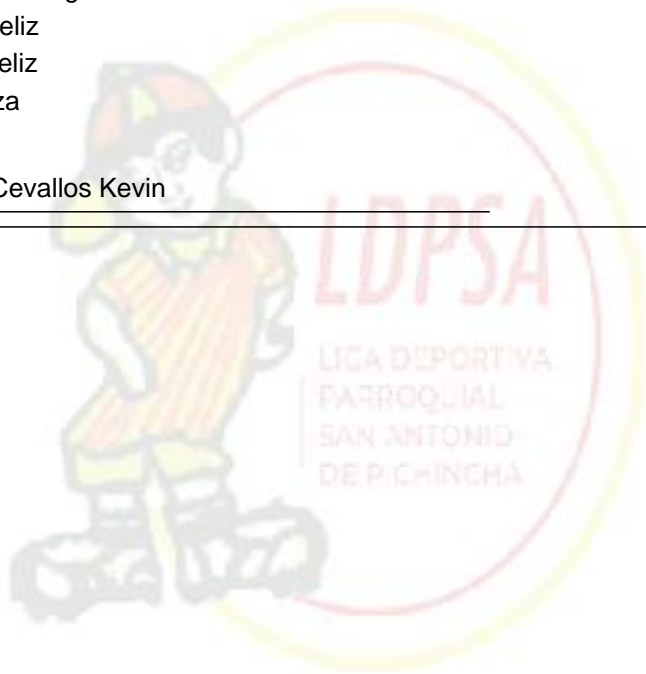 eliz
eliz
za
Cevallos Kevin
LDPSA
LIGA DEPORTIVA
PARROQUIAL
SAN ANTONIO
DE PICHINCHA